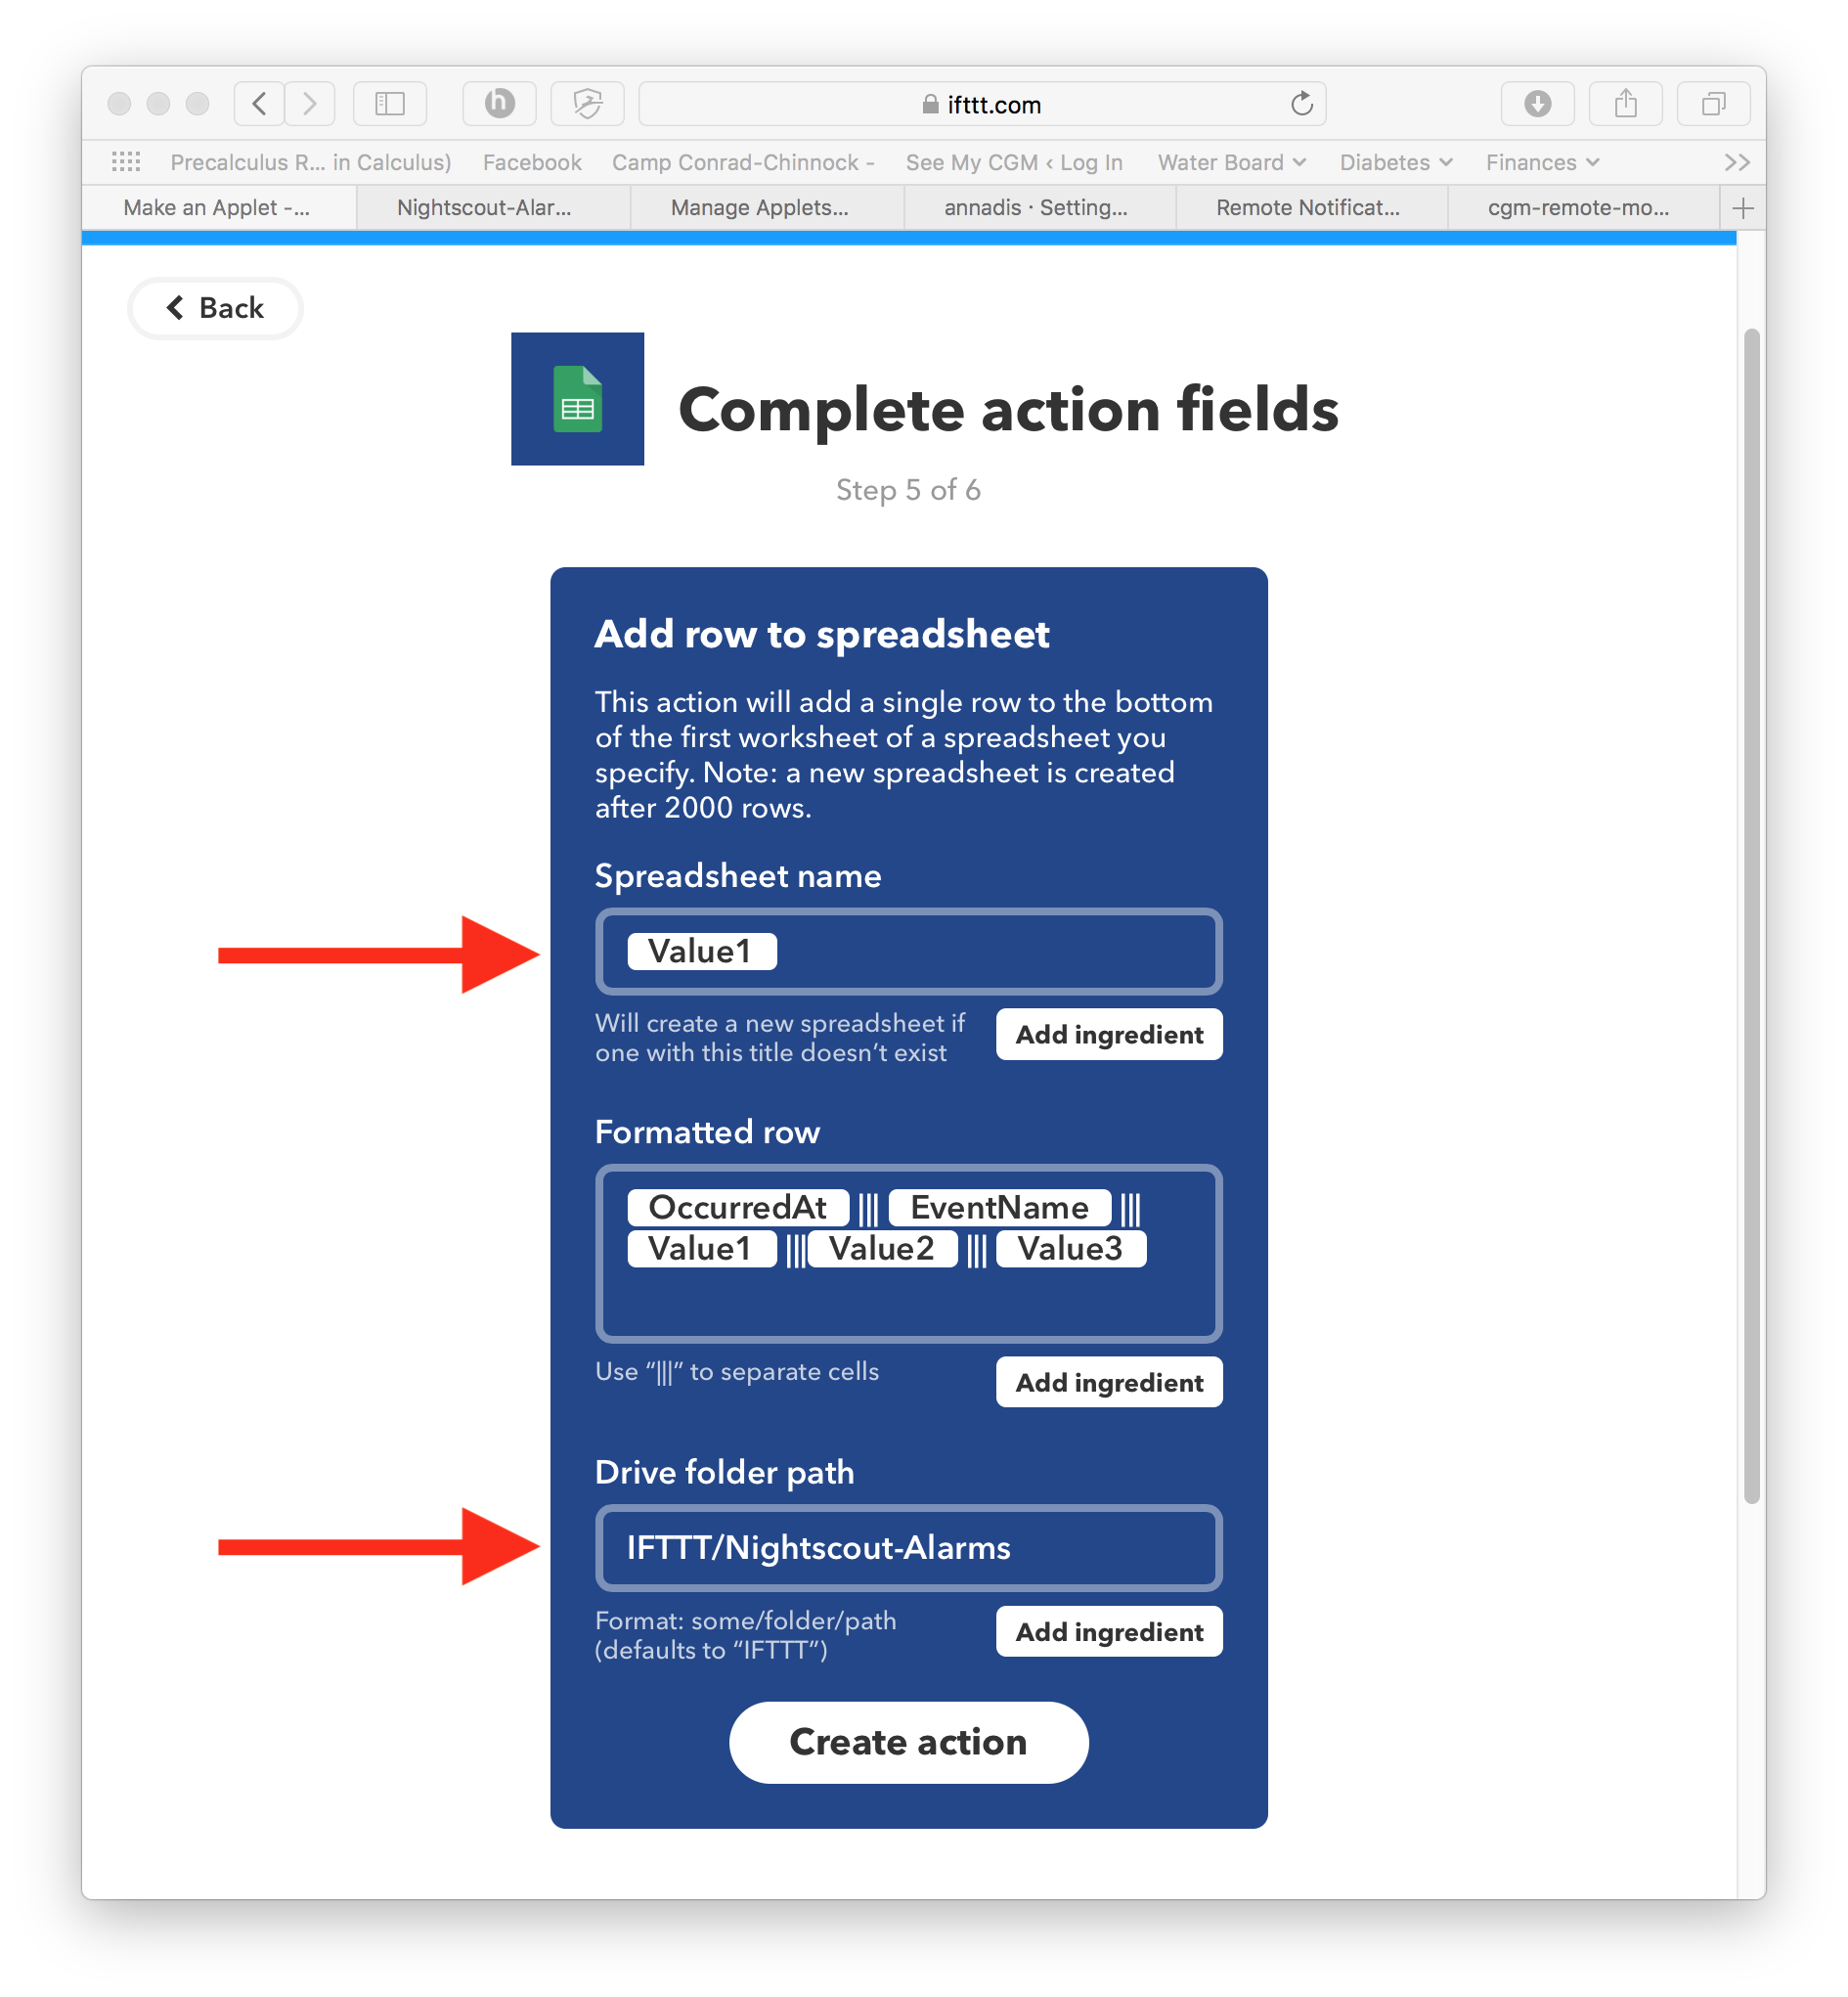 ifttt.com
Precalculus R... in Calculus) Facebook Camp Conrad-Chinnock - See My CGM ‹ Log In Water Board Diabetes Finances
Make an Applet -... Nightscout-Alar... Manage Applets... annadis · Setting... Remote Notificat... cgm-remote-mo...
Back
Complete action fields
Step 5 of 6
Add row to spreadsheet
This action will add a single row to the bottom
of the first worksheet of a spreadsheet you
specify. Note: a new spreadsheet is created
after 2000 rows.
Spreadsheet name
Value1
Will create a new spreadsheet if
one with this title doesn’t exist
Add ingredient
Formatted row
OccurredAt ||| EventName |||
Value1 ||| Value2 ||| Value3
Use “|||” to separate cells
Add ingredient
Drive folder path
IFTTT/Nightscout-Alarms
Format: some/folder/path
(defaults to “IFTTT”)
Add ingredient
Create action